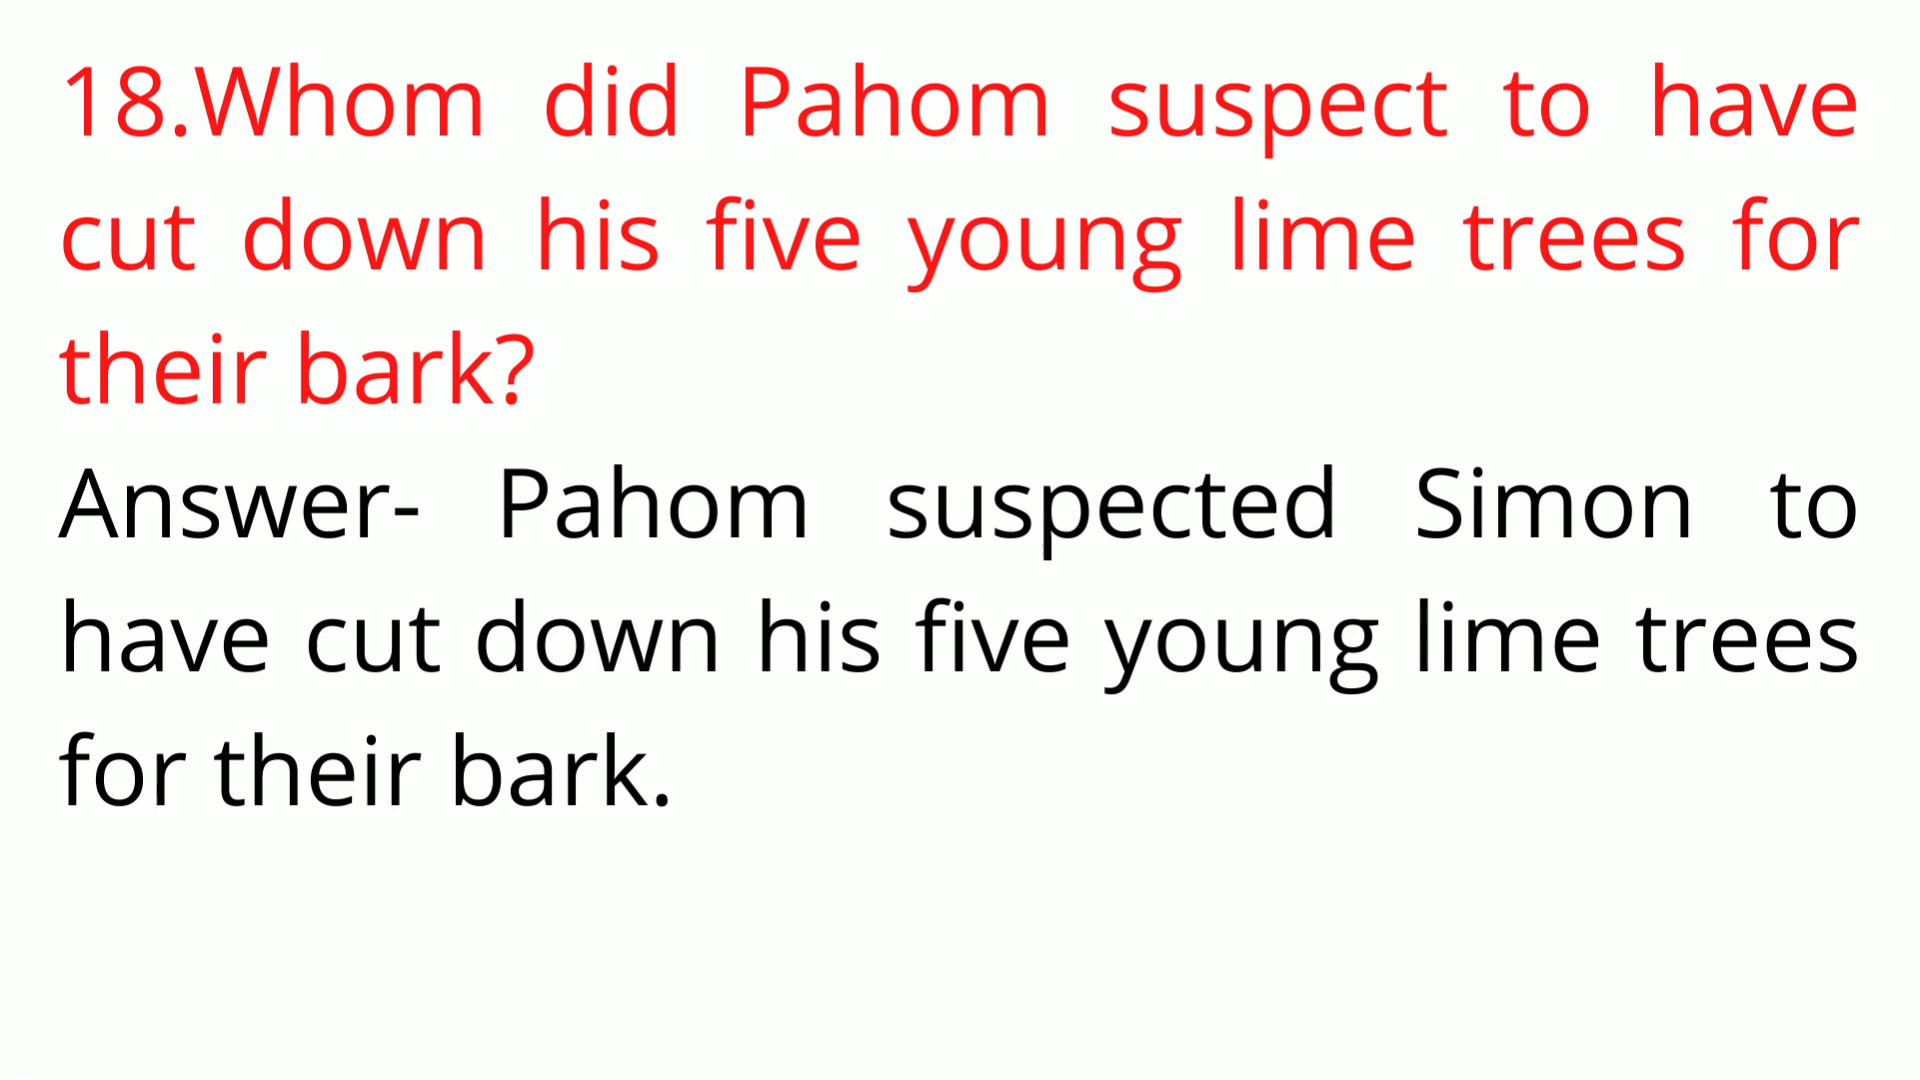 18.Whom did Pahom suspect to have
cut down his five young lime trees for
their bark?
Answer- Pahom suspected Simon to
have cut down his five young lime trees
for their bark.